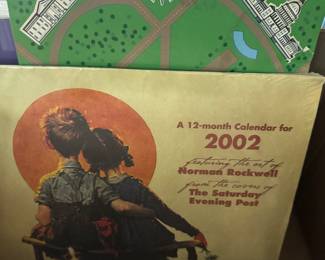 A 12-month Calendar for
2002
featuring the art of
Norman Rockwell
from the covers of
The Saturday
Evening Post